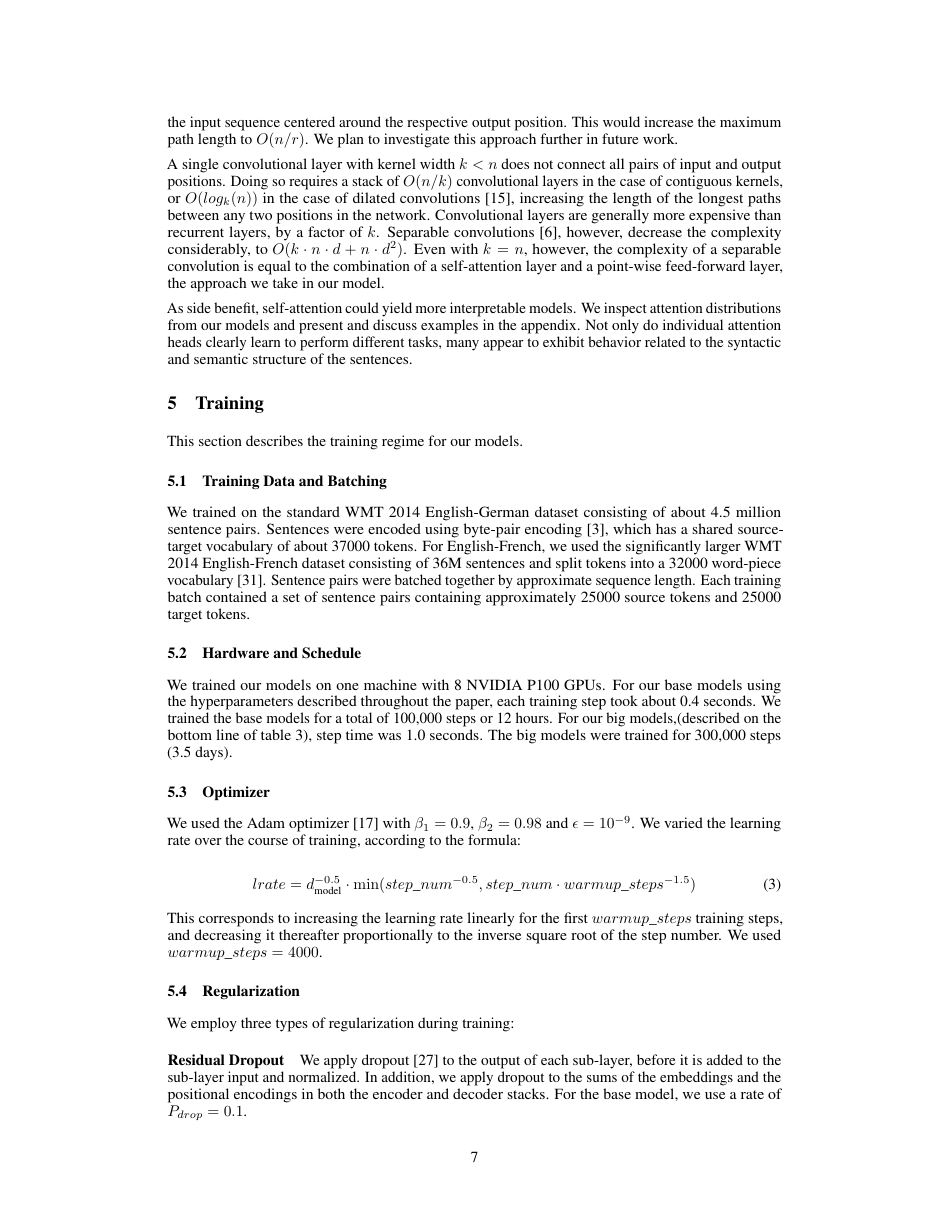 the input sequence centered around the respective output position. This would increase the maximum
path length to O(n/r). We plan to investigate this approach further in future work.
A single convolutional layer with kernel width k < n does not connect all pairs of input and output
positions. Doing so requires a stack of O(n/k) convolutional layers in the case of contiguous kernels,
or O(logₖ(n)) in the case of dilated convolutions [15], increasing the length of the longest paths
between any two positions in the network. Convolutional layers are generally more expensive than
recurrent layers, by a factor of k. Separable convolutions [6], however, decrease the complexity
considerably, to O(k · n · d + n · d²). Even with k = n, however, the complexity of a separable
convolution is equal to the combination of a self-attention layer and a point-wise feed-forward layer,
the approach we take in our model.
As side benefit, self-attention could yield more interpretable models. We inspect attention distributions
from our models and present and discuss examples in the appendix. Not only do individual attention
heads clearly learn to perform different tasks, many appear to exhibit behavior related to the syntactic
and semantic structure of the sentences.
5 Training
This section describes the training regime for our models.
5.1 Training Data and Batching
We trained on the standard WMT 2014 English-German dataset consisting of about 4.5 million
sentence pairs. Sentences were encoded using byte-pair encoding [3], which has a shared source-
target vocabulary of about 37000 tokens. For English-French, we used the significantly larger WMT
2014 English-French dataset consisting of 36M sentences and split tokens into a 32000 word-piece
vocabulary [31]. Sentence pairs were batched together by approximate sequence length. Each training
batch contained a set of sentence pairs containing approximately 25000 source tokens and 25000
target tokens.
5.2 Hardware and Schedule
We trained our models on one machine with 8 NVIDIA P100 GPUs. For our base models using
the hyperparameters described throughout the paper, each training step took about 0.4 seconds. We
trained the base models for a total of 100,000 steps or 12 hours. For our big models,(described on the
bottom line of table 3), step time was 1.0 seconds. The big models were trained for 300,000 steps
(3.5 days).
5.3 Optimizer
We used the Adam optimizer [17] with β₁ = 0.9, β₂ = 0.98 and ϵ = 10⁻⁹. We varied the learning
rate over the course of training, according to the formula:
lrate = d_model^−0.5 · min(step_num^−0.5, step_num · warmup_steps^−1.5) (3)
This corresponds to increasing the learning rate linearly for the first warmup_steps training steps,
and decreasing it thereafter proportionally to the inverse square root of the step number. We used
warmup_steps = 4000.
5.4 Regularization
We employ three types of regularization during training:
Residual Dropout We apply dropout [27] to the output of each sub-layer, before it is added to the
sub-layer input and normalized. In addition, we apply dropout to the sums of the embeddings and the
positional encodings in both the encoder and decoder stacks. For the base model, we use a rate of
P_drop = 0.1.
7